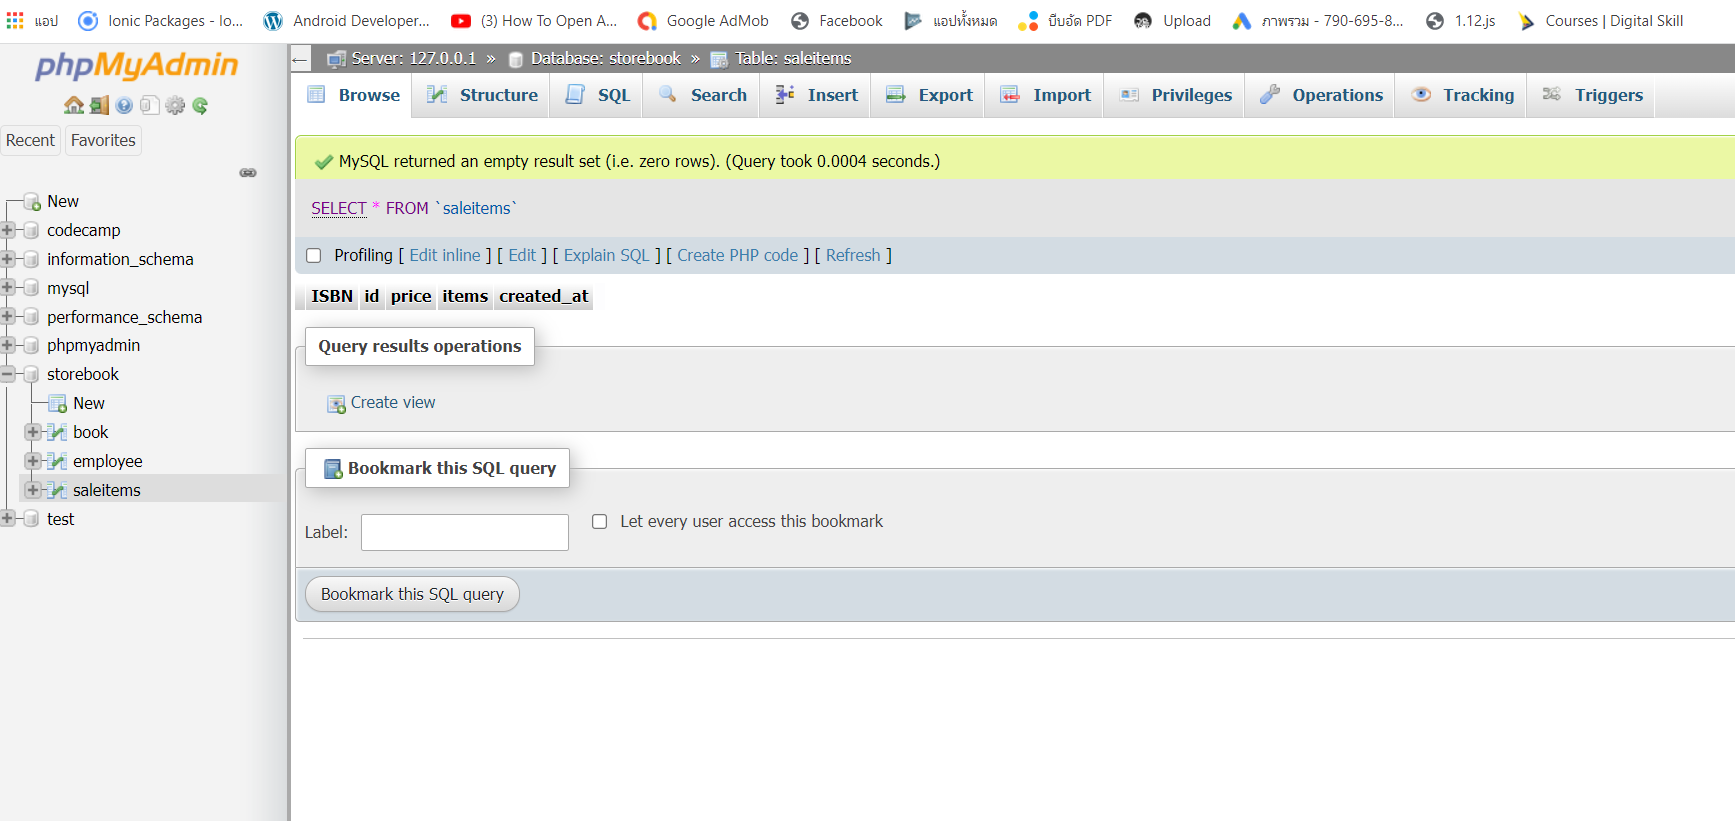 แอป Ionic Packages - Io... Android Developer... (3) How To Open A... Google AdMob Facebook แอปทั้งหมด บีบอัด PDF Upload ภาพรวม - 790-695-8... 1.12.js Courses | Digital Skill
phpMyAdmin
Recent Favorites
New
codecamp
information_schema
mysql
performance_schema
phpmyadmin
storebook
New
book
employee
saleitems
test
← Server: 127.0.0.1 » Database: storebook » Table: saleitems
Browse Structure SQL Search Insert Export Import Privileges Operations Tracking Triggers
MySQL returned an empty result set (i.e. zero rows). (Query took 0.0004 seconds.)
SELECT * FROM `saleitems`
Profiling [ Edit inline ] [ Edit ] [ Explain SQL ] [ Create PHP code ] [ Refresh ]
ISBN id price items created_at
Query results operations
Create view
Bookmark this SQL query
Label: Let every user access this bookmark
Bookmark this SQL query